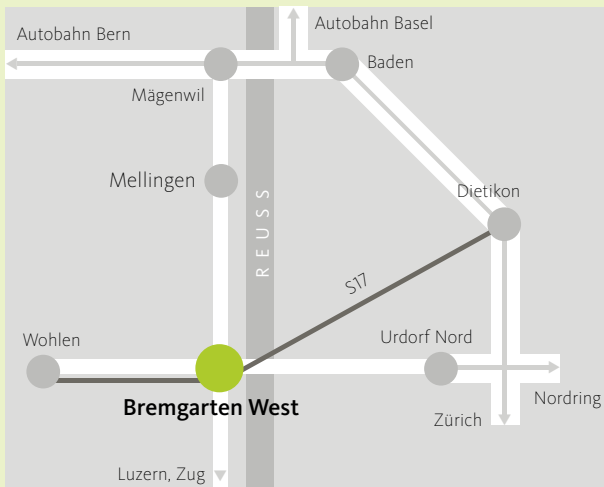 Autobahn Bern
Autobahn Basel
Baden
Mägenwil
Mellingen
Dietikon
REUSS
S17
Wohlen
Urdorf Nord
Bremgarten West
Nordring
Zürich
Luzern, Zug